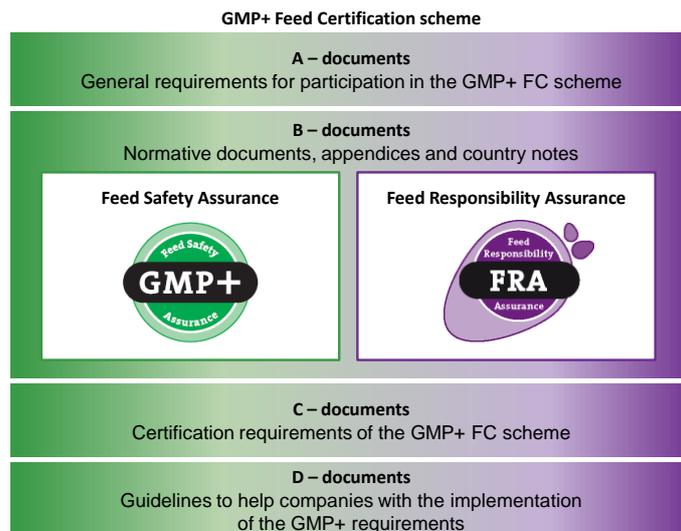 GMP+ Feed Certification scheme
A – documents
General requirements for participation in the GMP+ FC scheme
B – documents
Normative documents, appendices and country notes
Feed Safety Assurance
Feed Safety
GMP+
Assurance
Feed Responsibility Assurance
Feed
Responsibility
FRA
Assurance
C – documents
Certification requirements of the GMP+ FC scheme
D – documents
Guidelines to help companies with the implementation
of the GMP+ requirements